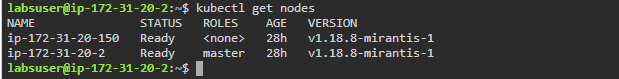 labsuser@ip-172-31-20-2:~$ kubectl get nodes
NAME               STATUS   ROLES    AGE   VERSION
ip-172-31-20-150   Ready    <none>   28h   v1.18.8-mirantis-1
ip-172-31-20-2     Ready    master   28h   v1.18.8-mirantis-1
labsuser@ip-172-31-20-2:~$